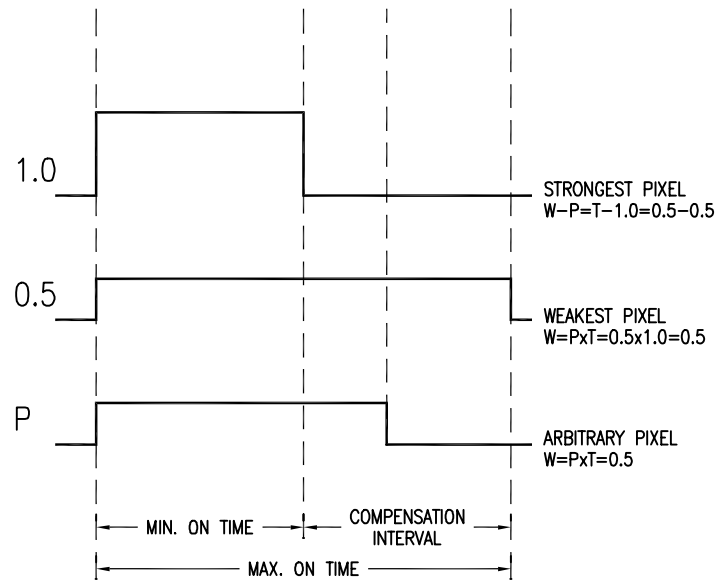 1.0
STRONGEST PIXEL
W-P=T-1.0=0.5-0.5
0.5
WEAKEST PIXEL
W=PxT=0.5x1.0=0.5
P
ARBITRARY PIXEL
W=PxT=0.5
MIN. ON TIME
COMPENSATION
INTERVAL
MAX. ON TIME